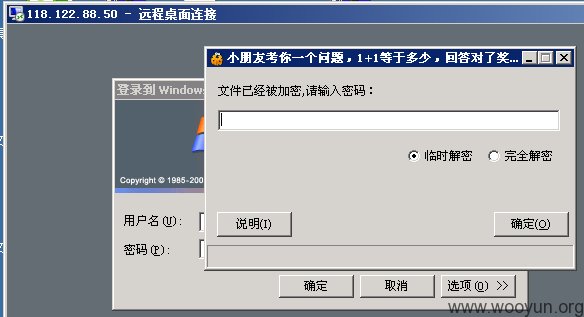 118.122.88.50 - 远程桌面连接
小朋友考你一个问题，1+1等于多少，回答对了奖...
登录到 Windows
文件已经被加密,请输入密码：
临时解密
完全解密
Copyright © 1985-200
用户名(U):
说明(I)
确定(O)
密码(P):
确定
取消
选项(O) >>
www.wooyun.org